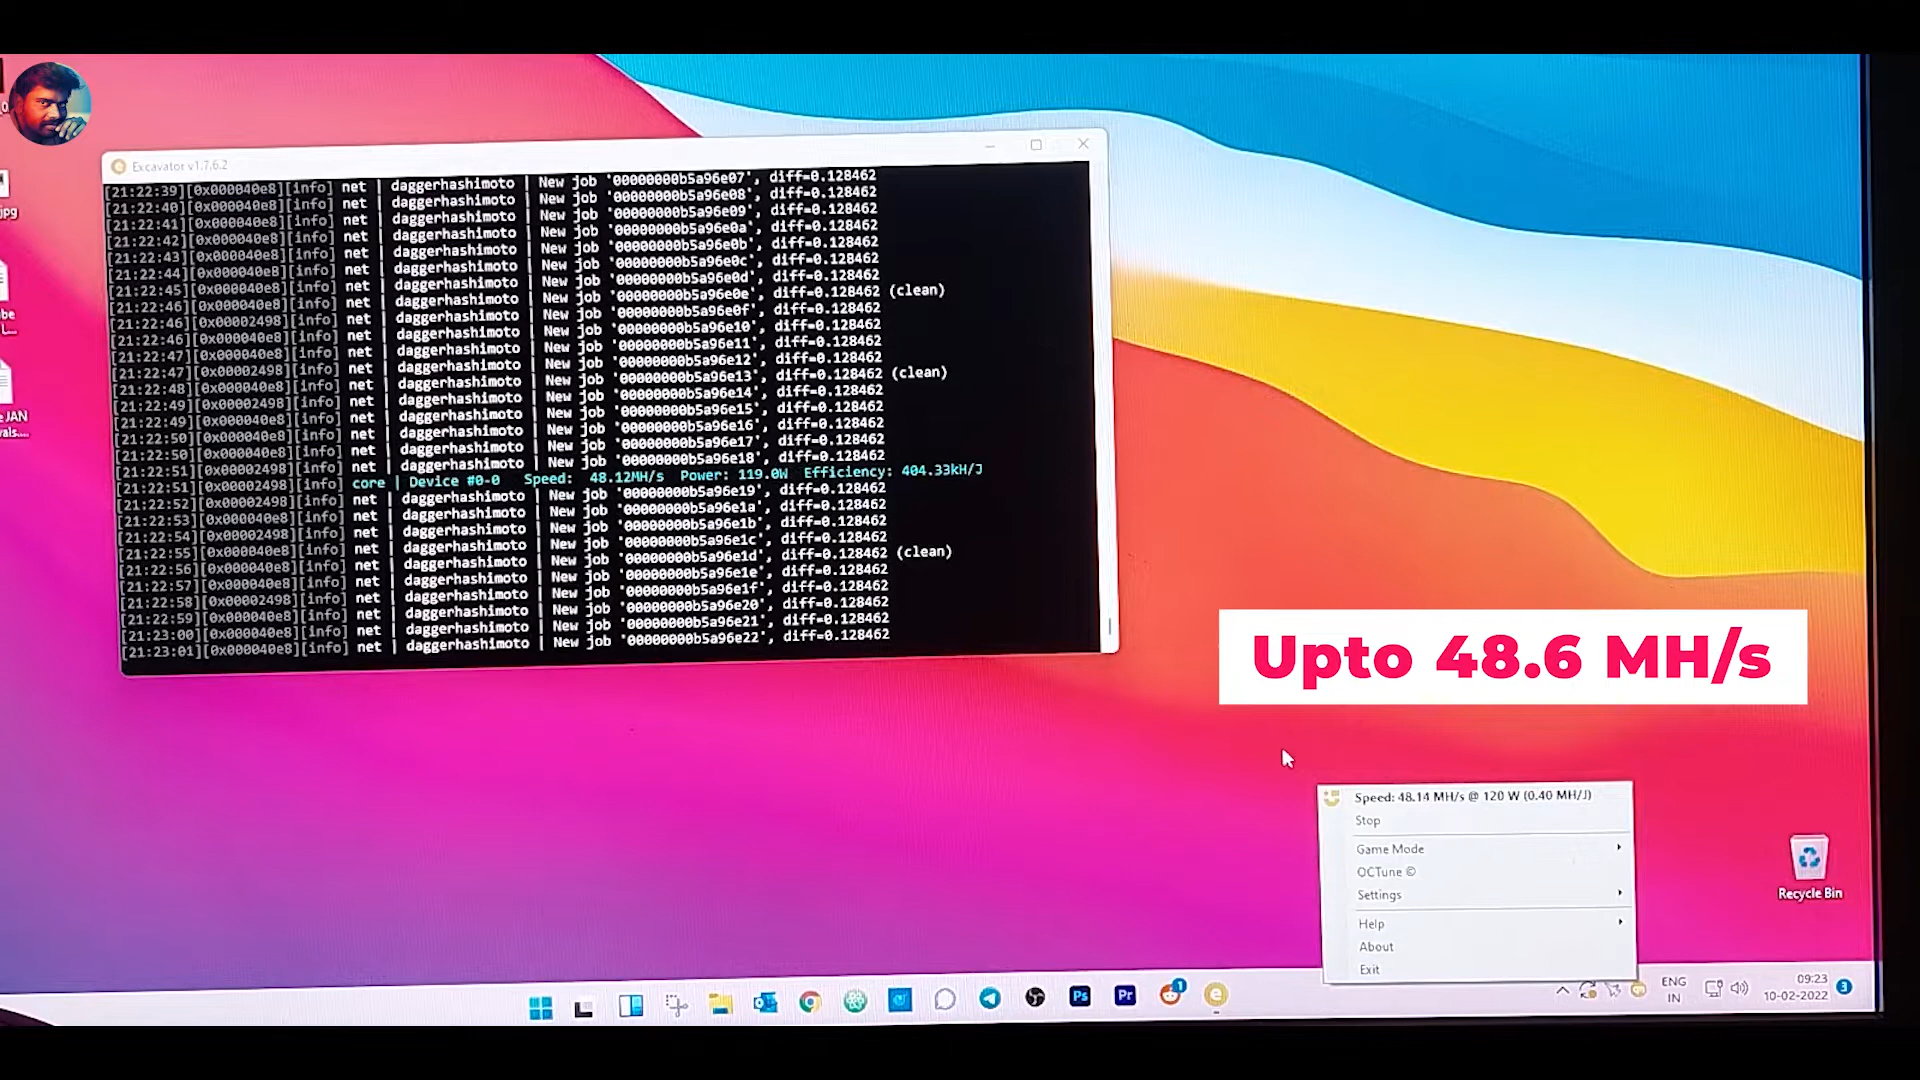 Excavator v1.7.6.2
[21:22:39][0x000040e8][info] net | daggerhashimoto | New job '00000000b5a96e07', diff=0.128462
[21:22:40][0x000040e8][info] net | daggerhashimoto | New job '00000000b5a96e08', diff=0.128462
[21:22:41][0x000040e8][info] net | daggerhashimoto | New job '00000000b5a96e09', diff=0.128462
[21:22:42][0x000040e8][info] net | daggerhashimoto | New job '00000000b5a96e0a', diff=0.128462
[21:22:43][0x000040e8][info] net | daggerhashimoto | New job '00000000b5a96e0b', diff=0.128462
[21:22:44][0x000040e8][info] net | daggerhashimoto | New job '00000000b5a96e0c', diff=0.128462
[21:22:45][0x000040e8][info] net | daggerhashimoto | New job '00000000b5a96e0d', diff=0.128462
[21:22:46][0x000040e8][info] net | daggerhashimoto | New job '00000000b5a96e0e', diff=0.128462 (clean)
[21:22:46][0x00002498][info] net | daggerhashimoto | New job '00000000b5a96e0f', diff=0.128462
[21:22:46][0x000040e8][info] net | daggerhashimoto | New job '00000000b5a96e10', diff=0.128462
[21:22:47][0x000040e8][info] net | daggerhashimoto | New job '00000000b5a96e11', diff=0.128462
[21:22:47][0x00002498][info] net | daggerhashimoto | New job '00000000b5a96e12', diff=0.128462
[21:22:48][0x000040e8][info] net | daggerhashimoto | New job '00000000b5a96e13', diff=0.128462 (clean)
[21:22:49][0x00002498][info] net | daggerhashimoto | New job '00000000b5a96e14', diff=0.128462
[21:22:49][0x000040e8][info] net | daggerhashimoto | New job '00000000b5a96e15', diff=0.128462
[21:22:50][0x000040e8][info] net | daggerhashimoto | New job '00000000b5a96e16', diff=0.128462
[21:22:50][0x000040e8][info] net | daggerhashimoto | New job '00000000b5a96e17', diff=0.128462
[21:22:51][0x00002498][info] net | daggerhashimoto | New job '00000000b5a96e18', diff=0.128462
[21:22:51][0x00002498][info] core | Device #0-0 Speed: 48.12MH/s Power: 119.0W Efficiency: 404.33kH/J
[21:22:52][0x00002498][info] net | daggerhashimoto | New job '00000000b5a96e19', diff=0.128462
[21:22:53][0x000040e8][info] net | daggerhashimoto | New job '00000000b5a96e1a', diff=0.128462
[21:22:54][0x00002498][info] net | daggerhashimoto | New job '00000000b5a96e1b', diff=0.128462
[21:22:55][0x000040e8][info] net | daggerhashimoto | New job '00000000b5a96e1c', diff=0.128462
[21:22:56][0x000040e8][info] net | daggerhashimoto | New job '00000000b5a96e1d', diff=0.128462 (clean)
[21:22:57][0x000040e8][info] net | daggerhashimoto | New job '00000000b5a96e1e', diff=0.128462
[21:22:58][0x00002498][info] net | daggerhashimoto | New job '00000000b5a96e1f', diff=0.128462
[21:22:59][0x000040e8][info] net | daggerhashimoto | New job '00000000b5a96e20', diff=0.128462
[21:23:00][0x000040e8][info] net | daggerhashimoto | New job '00000000b5a96e21', diff=0.128462
[21:23:01][0x000040e8][info] net | daggerhashimoto | New job '00000000b5a96e22', diff=0.128462
jpg
JAN
Upto 48.6 MH/s
Speed: 48.14 MH/s @ 120 W (0.40 MH/J)
Stop
Game Mode
OCTune ©
Settings
Help
About
Exit
Recycle Bin
Ps
Pr
1
ENG
IN
09:23
10-02-2022
3